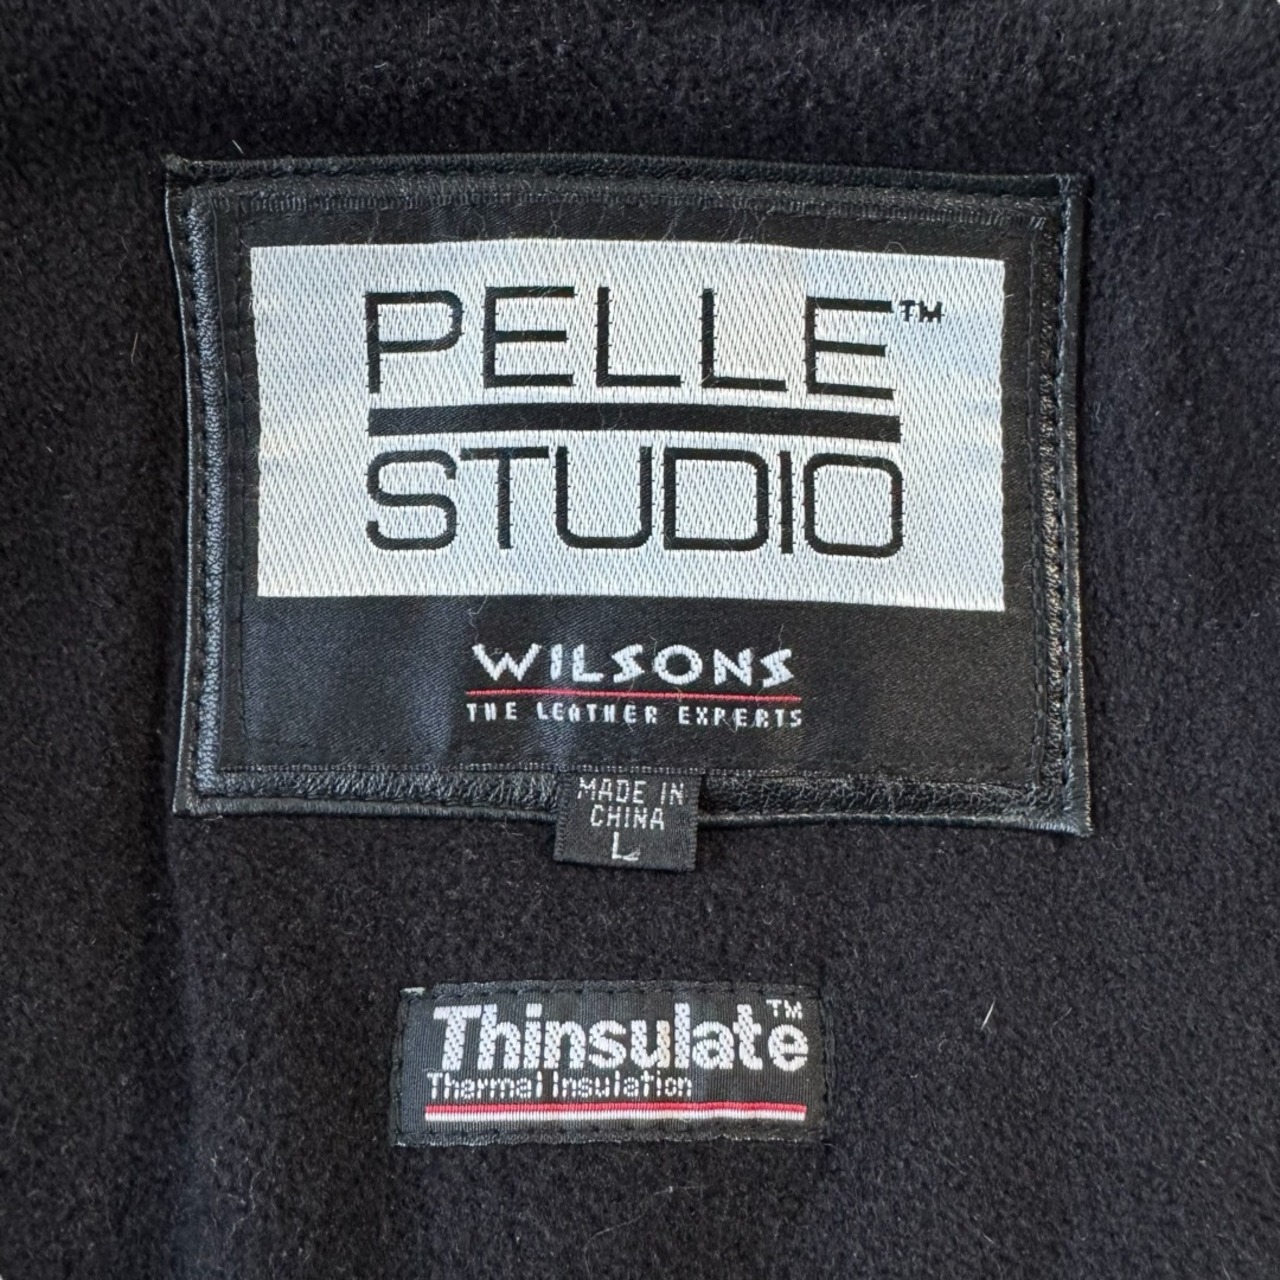 PELLE™
STUDIO
WILSONS
THE LEATHER EXPERTS
MADE IN
CHINA
L
Thinsulate™
Thermal Insulation